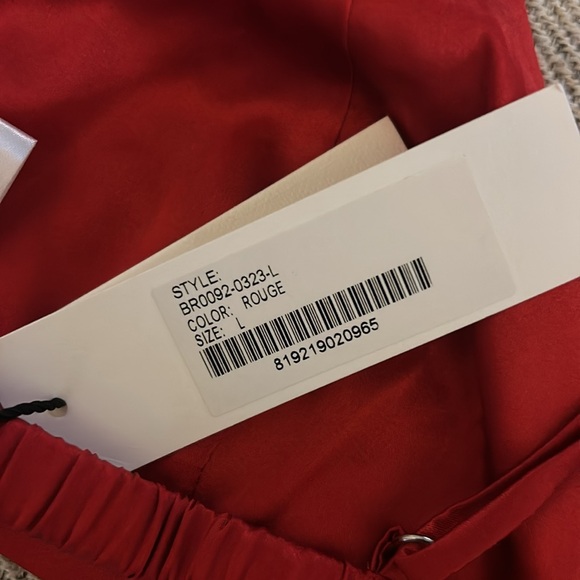 STYLE:
BR0092-0323-L
COLOR: ROUGE
SIZE: L
819219020965